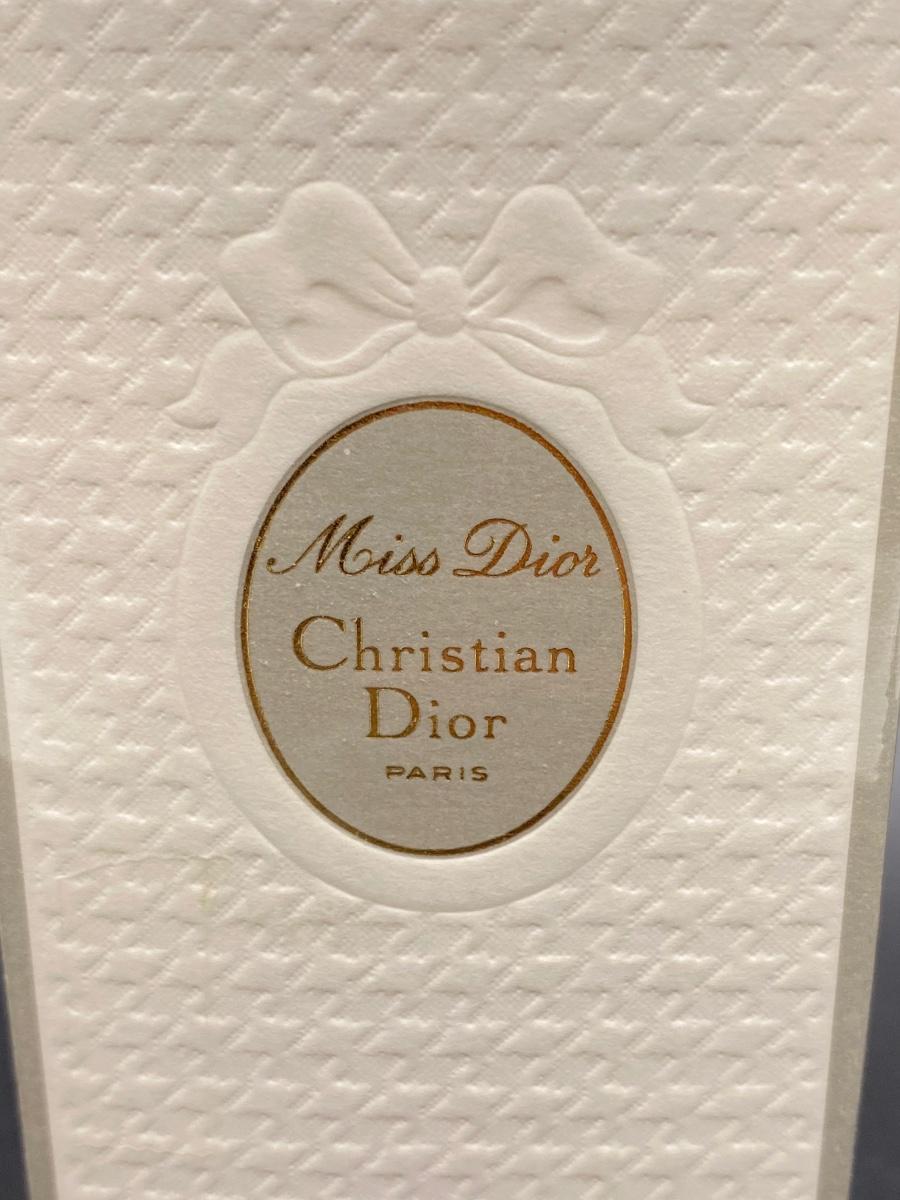 Miss Dior
Christian
Dior
PARIS